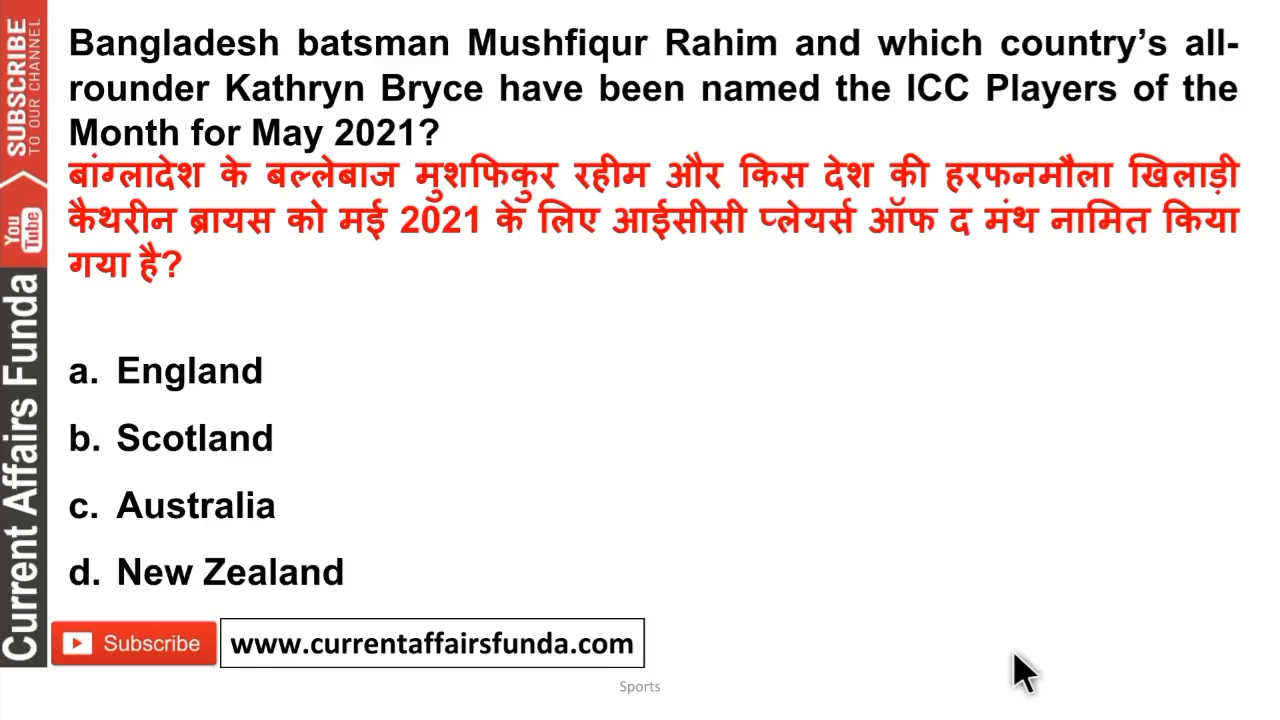 Bangladesh batsman Mushfiqur Rahim and which country’s all-
rounder Kathryn Bryce have been named the ICC Players of the
Month for May 2021?
बांग्लादेश के बल्लेबाज मुशफिकुर रहीम और किस देश की हरफनमौला खिलाड़ी
कैथरीन ब्रायस को मई 2021 के लिए आईसीसी प्लेयर्स ऑफ द मंथ नामित किया
गया है?
a. England
b. Scotland
c. Australia
d. New Zealand
SUBSCRIBE
TO OUR CHANNEL
You
Tube
Current Affairs Funda
Subscribe
www.currentaffairsfunda.com
Sports